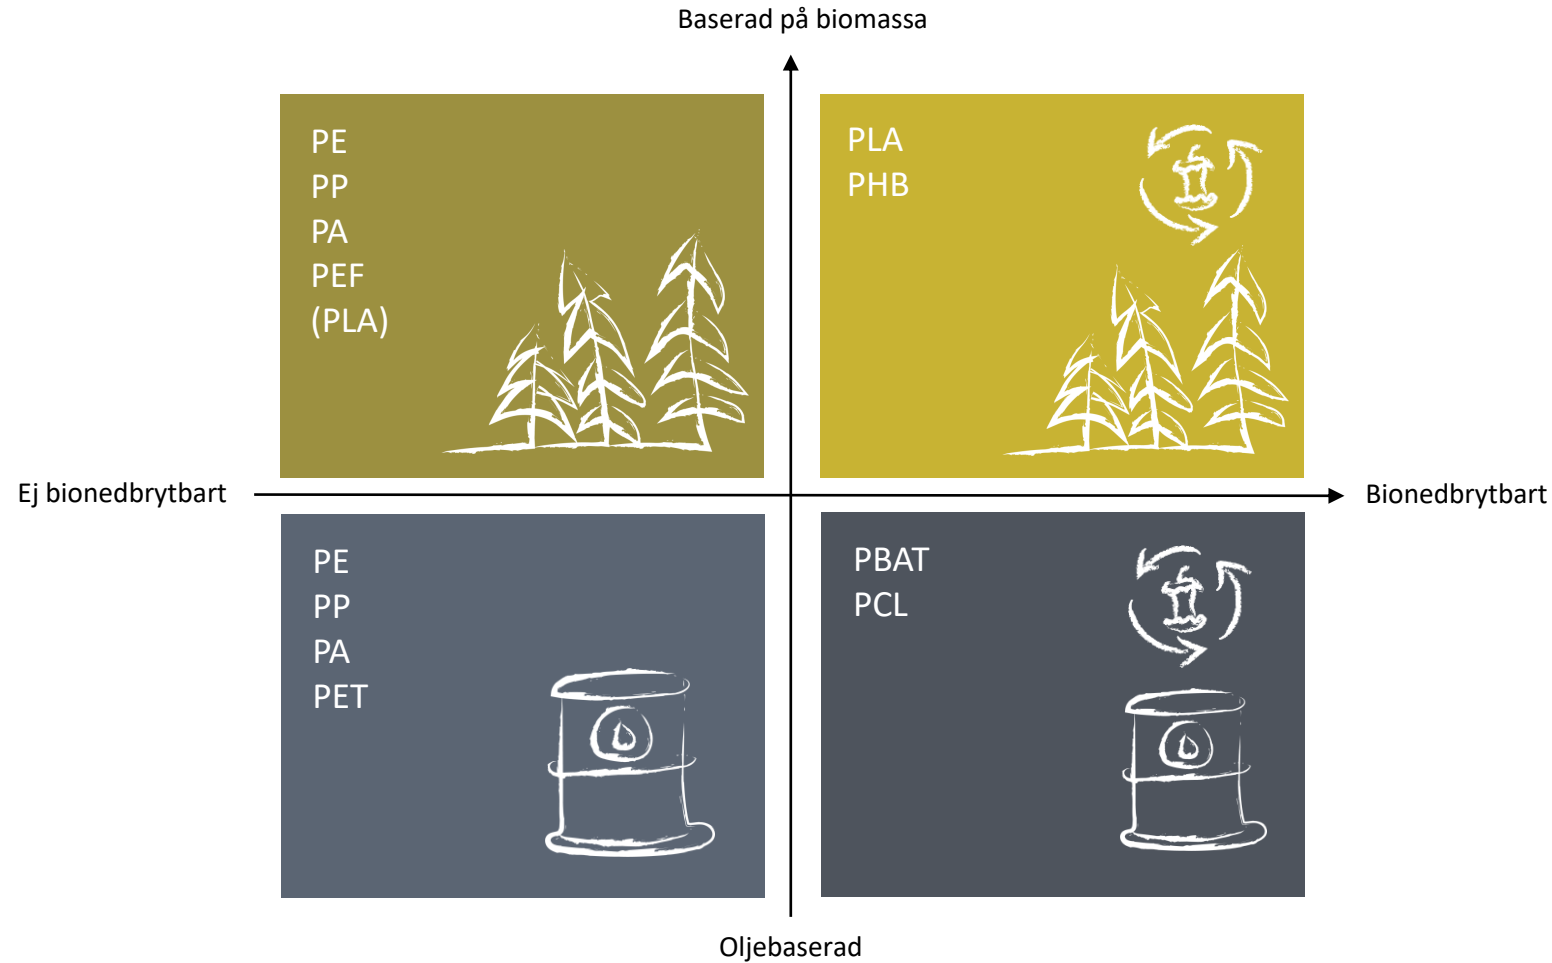 Baserad på biomassa
PE
PP
PA
PEF
(PLA)
PLA
PHB
Ej bionedbrytbart
Bionedbrytbart
PE
PP
PA
PET
PBAT
PCL
Oljebaserad